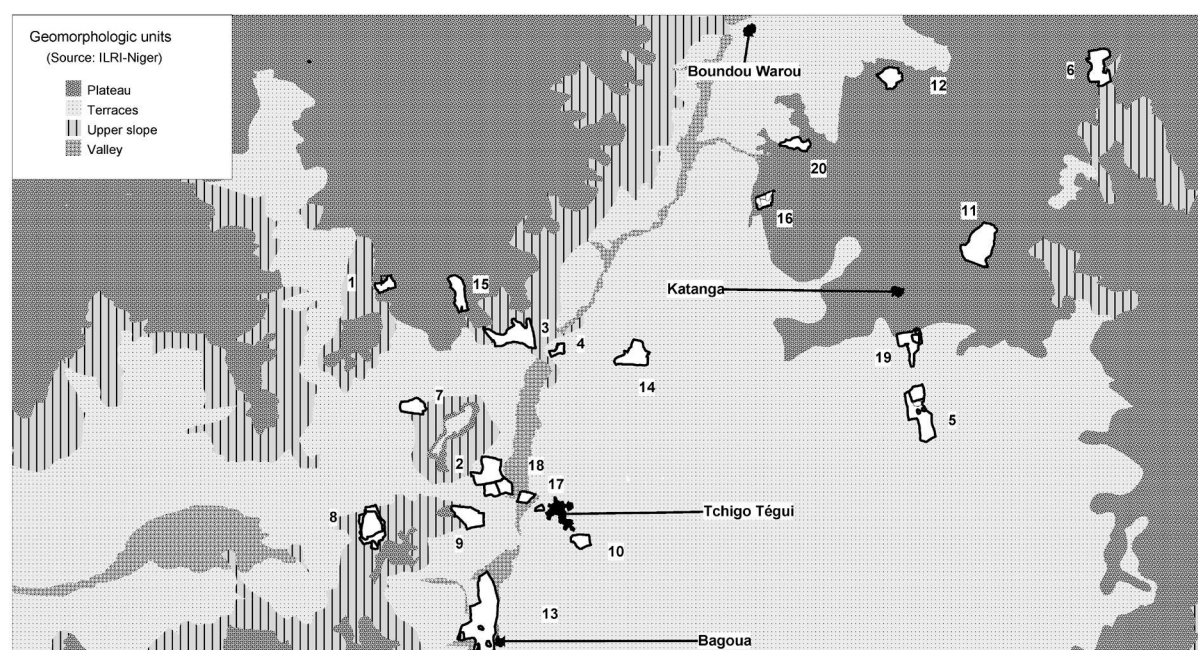 Geomorphologic units
(Source: ILRI-Niger)
Plateau
Terraces
Upper slope
Valley
Boundou Warou
12
6
20
16
11
1
15
Katanga
3
4
19
14
7
5
2
18
17
Tchigo Tégui
8
9
10
13
Bagoua